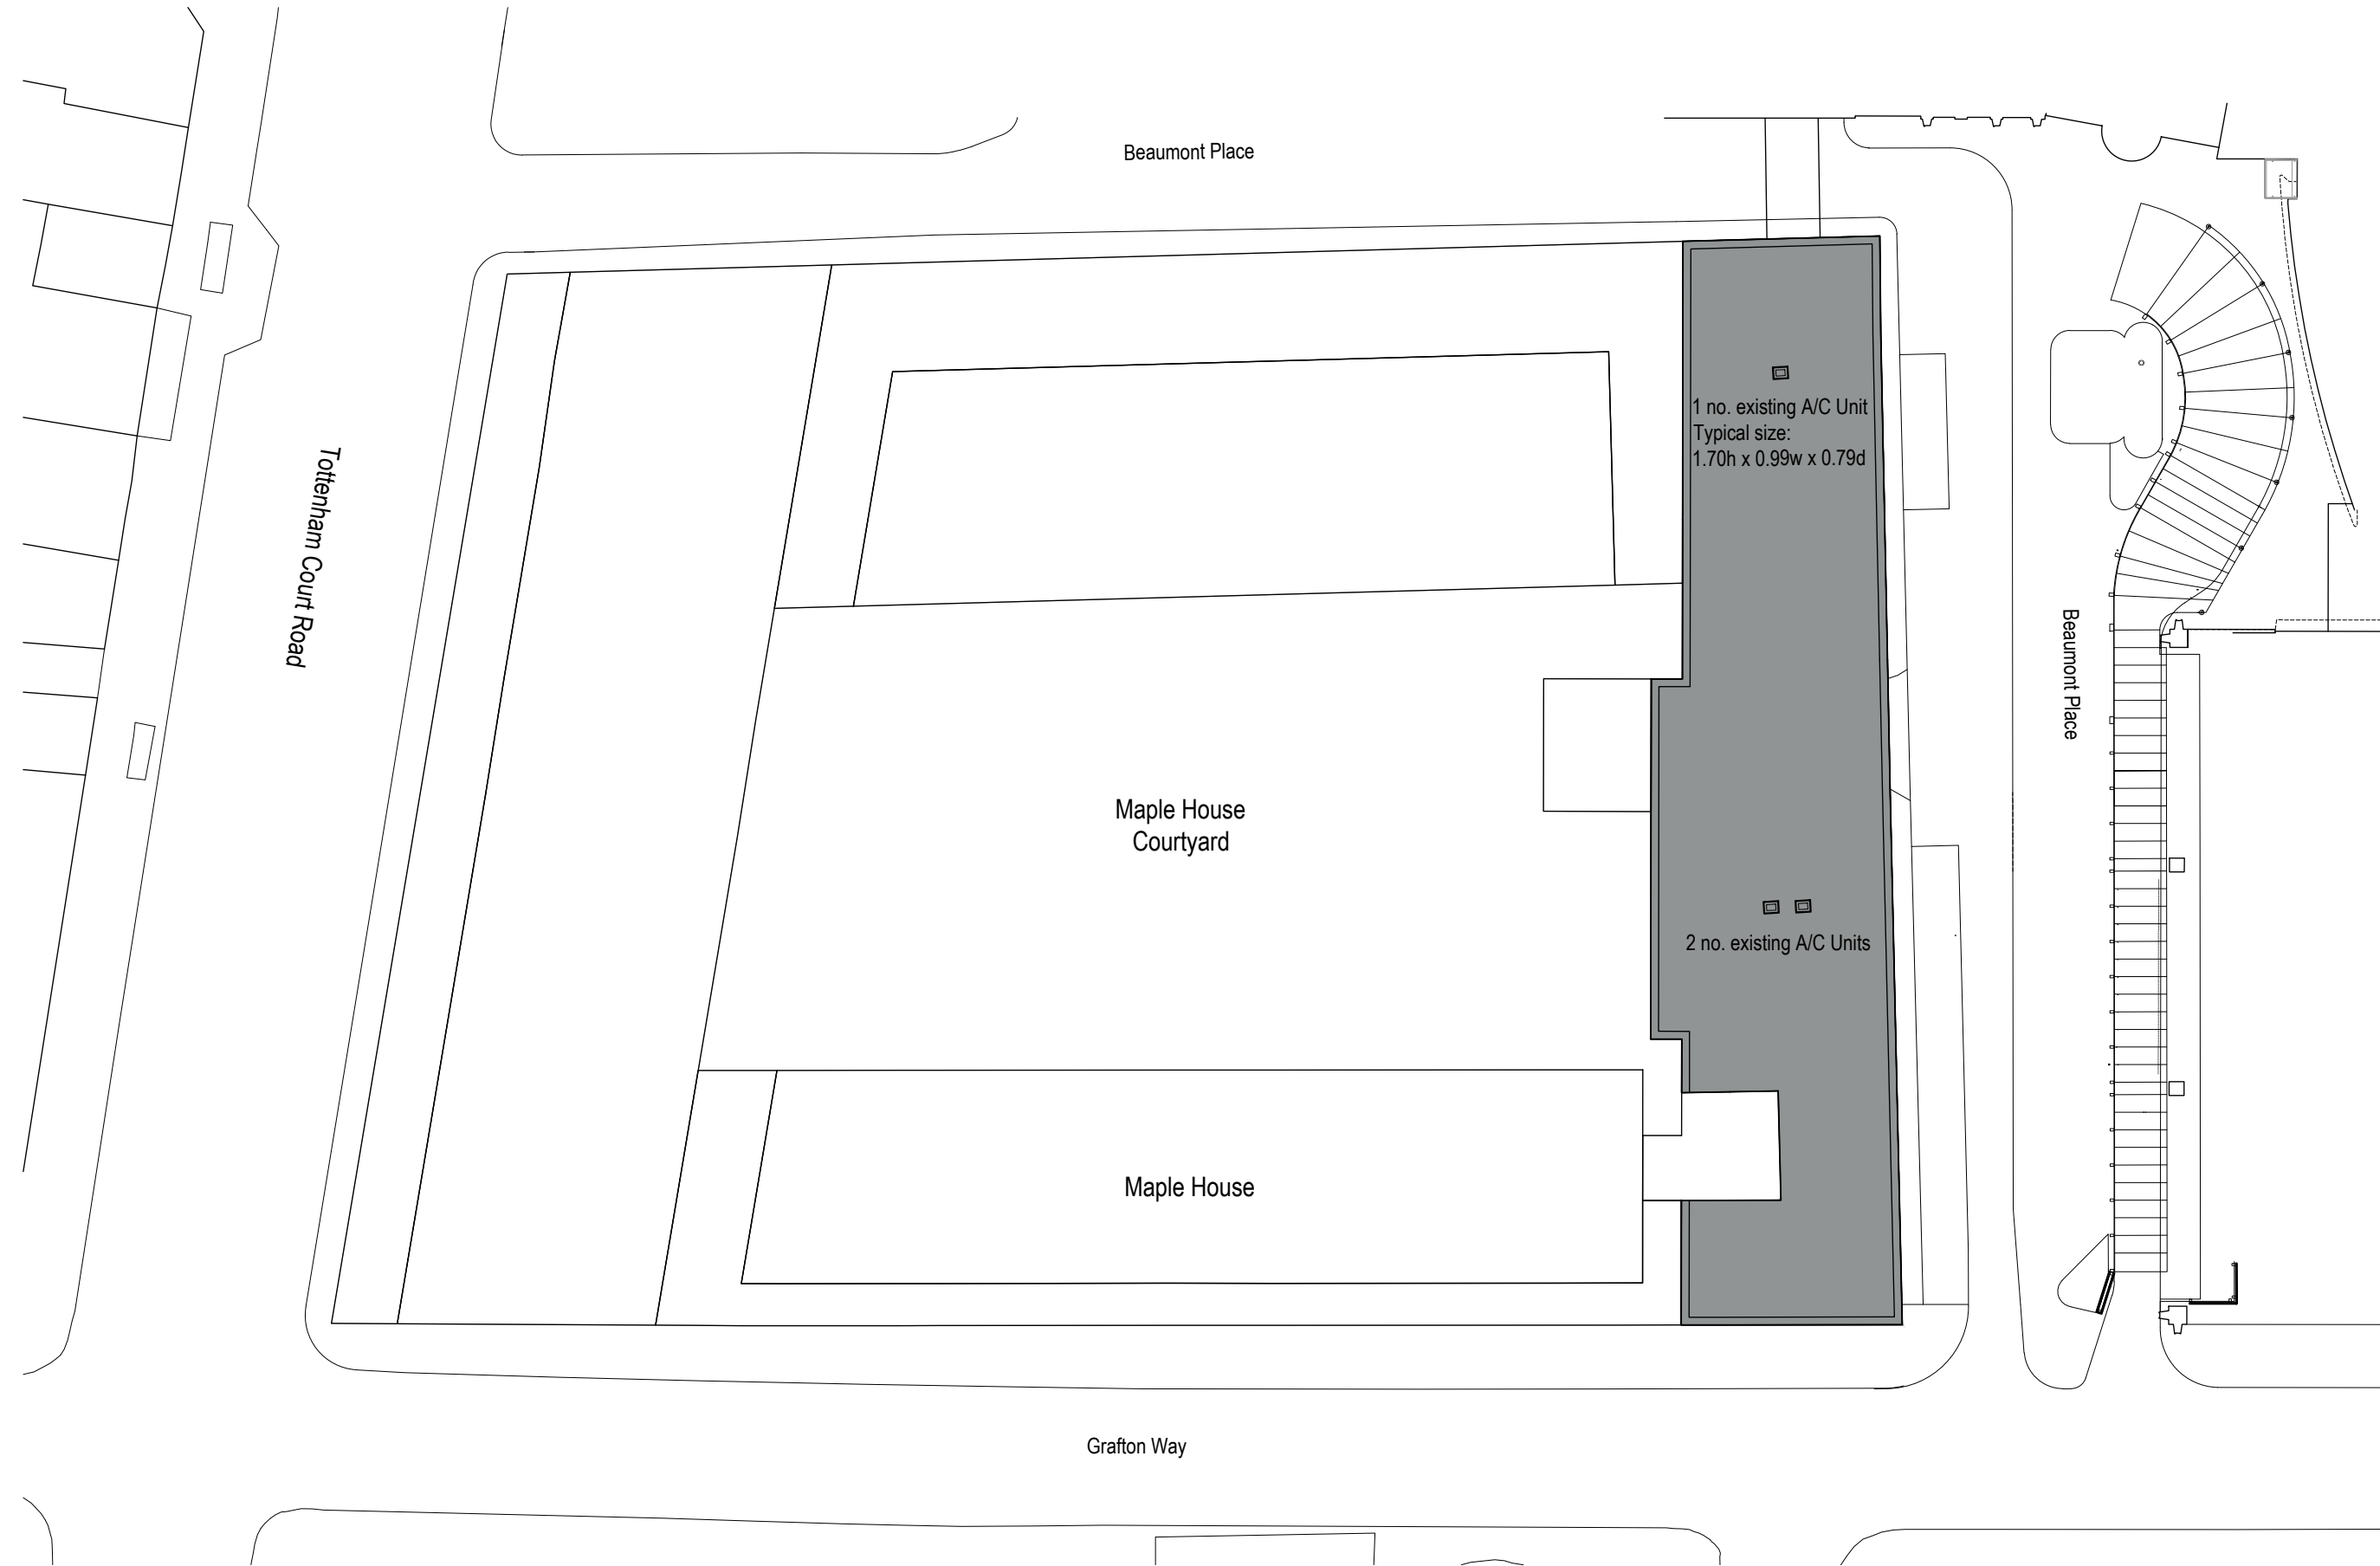 Beaumont Place
1 no. existing A/C Unit
Typical size:
1.70h x 0.99w x 0.79d
Tottenham Court Road
Beaumont Place
Maple House
Courtyard
2 no. existing A/C Units
Maple House
Grafton Way